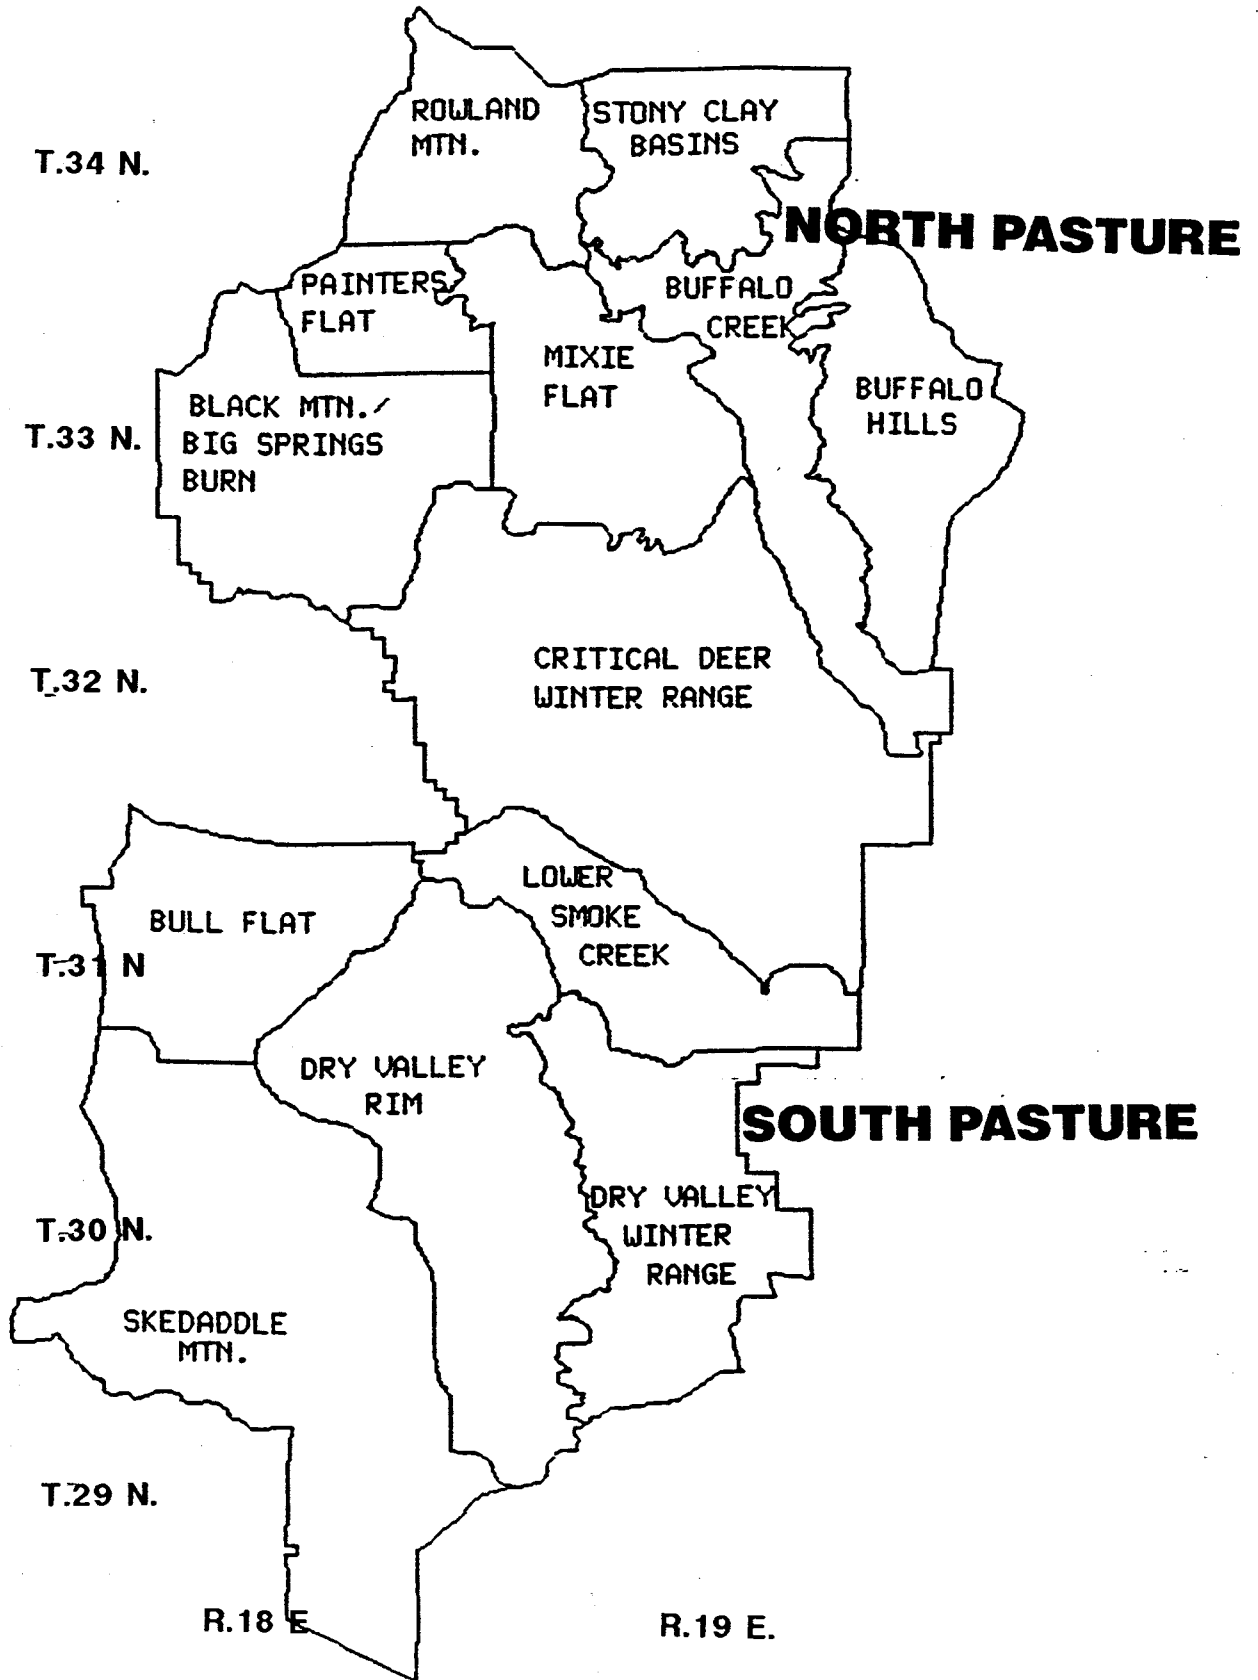 ROWLAND
MTN.
STONY CLAY
BASINS
T.34 N.
NORTH PASTURE
PAINTERS
FLAT
BUFFALO
CREEK
MIXIE
FLAT
BUFFALO
HILLS
BLACK MTN./
BIG SPRINGS
BURN
T.33 N.
CRITICAL DEER
WINTER RANGE
T.32 N.
LOWER
SMOKE
CREEK
BULL FLAT
T.31 N
DRY VALLEY
RIM
SOUTH PASTURE
DRY VALLEY
WINTER
RANGE
T.30 N.
SKEDADDLE
MTN.
T.29 N.
R.18 E
R.19 E.